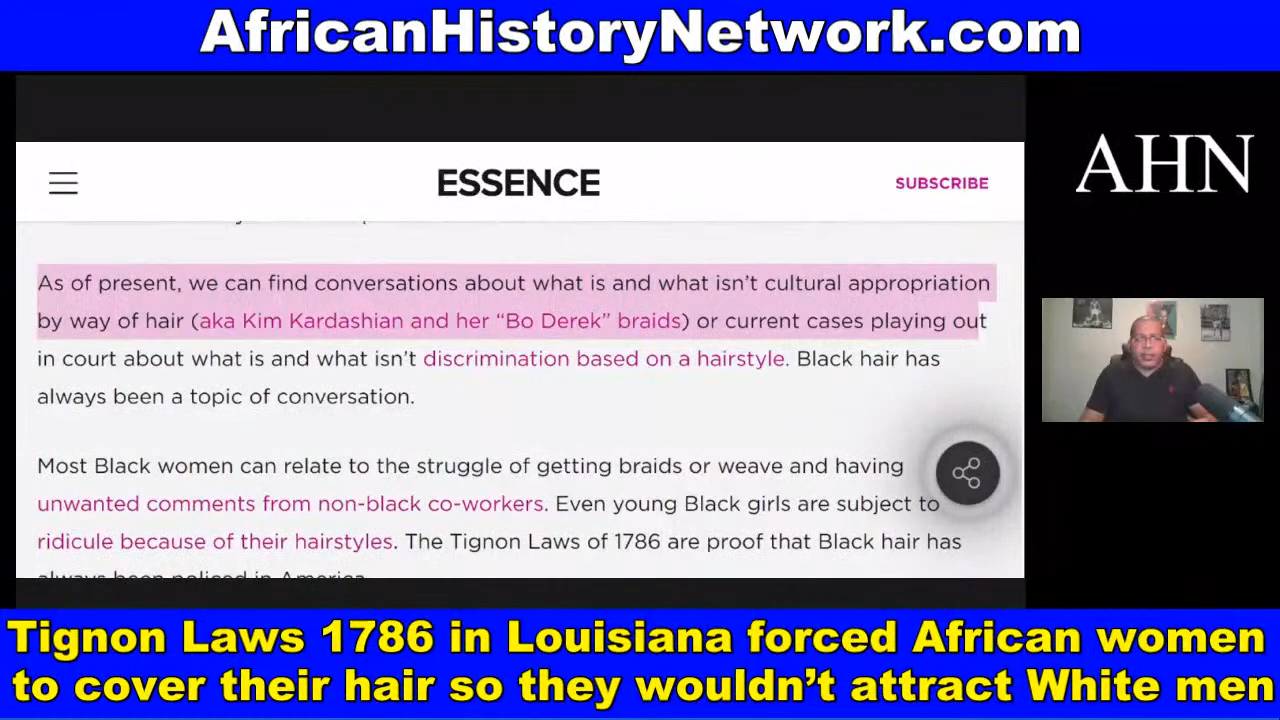 AfricanHistoryNetwork.com
ESSENCE
SUBSCRIBE
AHN
As of present, we can find conversations about what is and what isn’t cultural appropriation
by way of hair (aka Kim Kardashian and her “Bo Derek” braids) or current cases playing out
in court about what is and what isn’t discrimination based on a hairstyle. Black hair has
always been a topic of conversation.
Most Black women can relate to the struggle of getting braids or weave and having
unwanted comments from non-black co-workers. Even young Black girls are subject to
ridicule because of their hairstyles. The Tignon Laws of 1786 are proof that Black hair has
always been policed in America.
Tignon Laws 1786 in Louisiana forced African women
to cover their hair so they wouldn’t attract White men